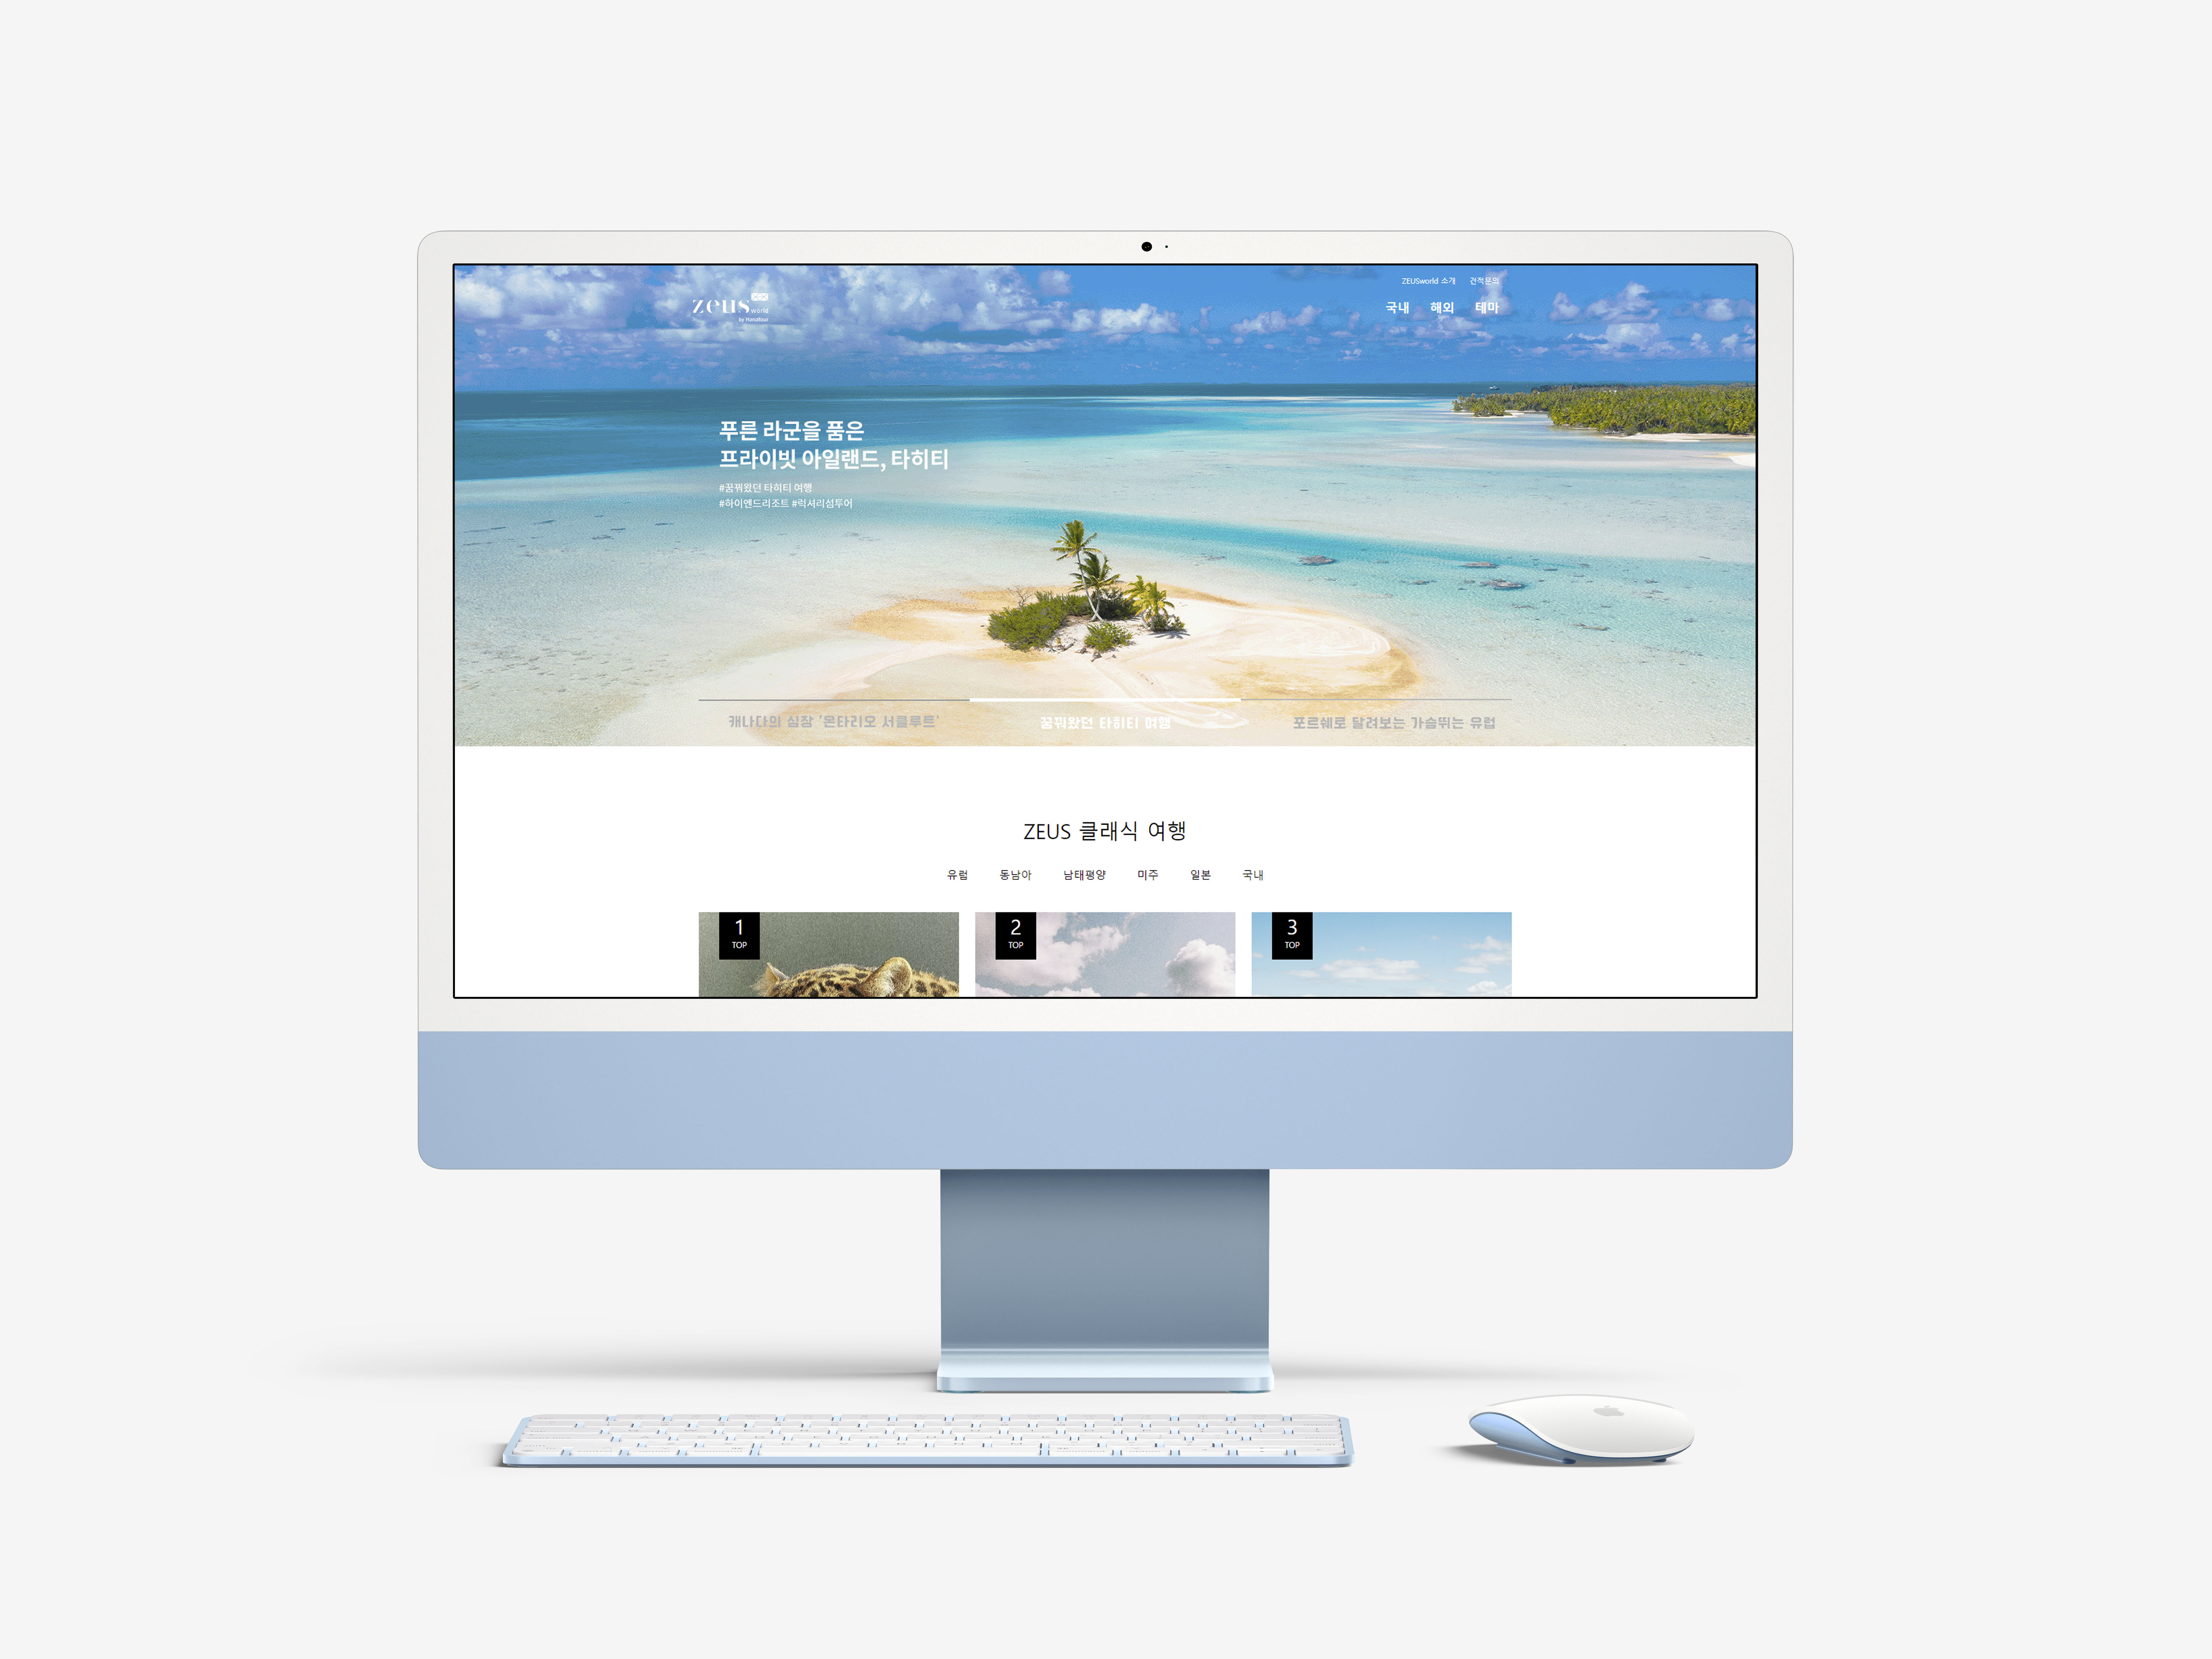 ZEUSworld 소개 견적문의
zeus world
by Hanatour
국내 해외 테마
푸른 라군을 품은
프라이빗 아일랜드, 타히티
#꿈꿔왔던 타히티 여행
#하이엔드리조트 #럭셔리섬투어
캐나다의 심장 '온타리오 서클루트'
꿈꿔왔던 타히티 여행
포르쉐로 달려보는 가슴뛰는 유럽
ZEUS 클래식 여행
유럽 동남아 남태평양 미주 일본 국내
1
TOP
2
TOP
3
TOP